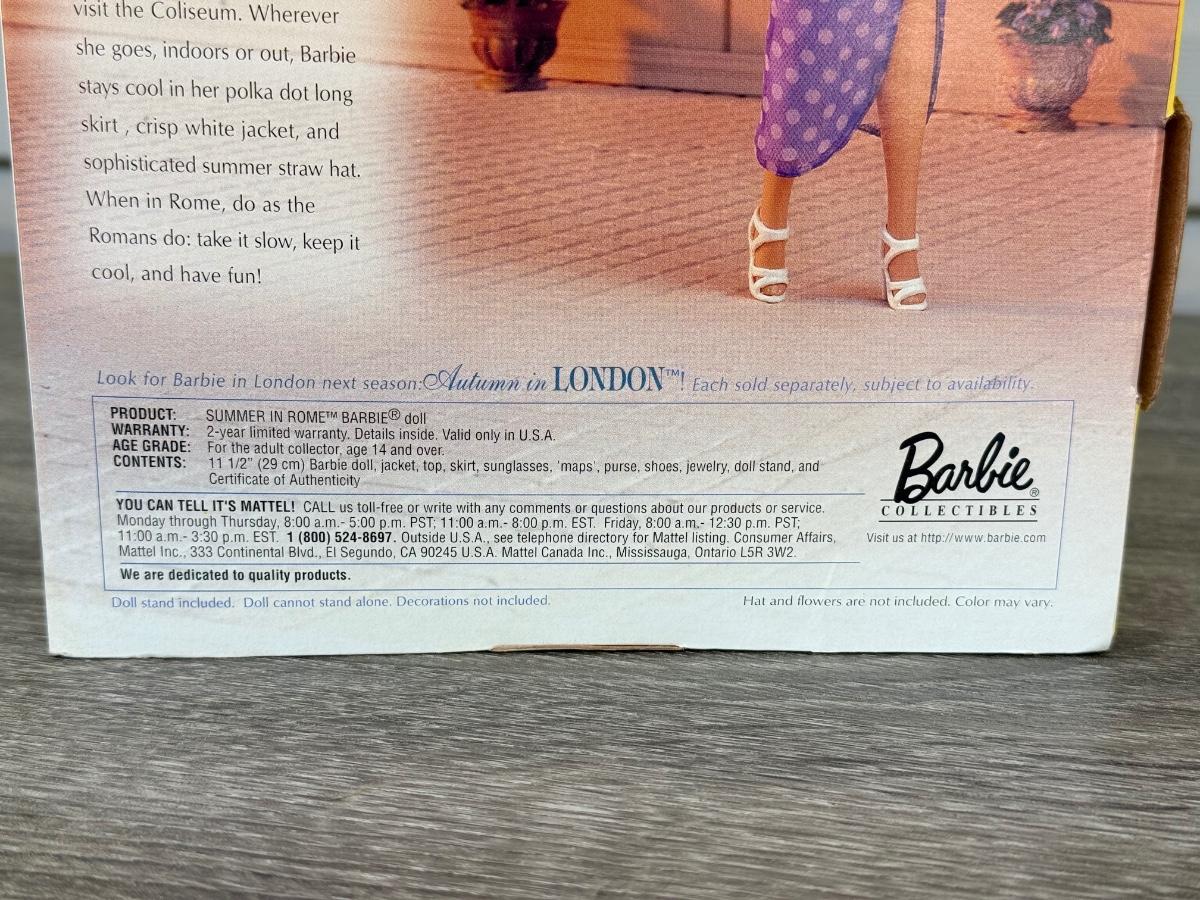 visit the Coliseum. Wherever
she goes, indoors or out, Barbie
stays cool in her polka dot long
skirt , crisp white jacket, and
sophisticated summer straw hat.
When in Rome, do as the
Romans do: take it slow, keep it
cool, and have fun!
Look for Barbie in London next season: Autumn in LONDON™! Each sold separately, subject to availability.
PRODUCT: SUMMER IN ROME™ BARBIE® doll
WARRANTY: 2-year limited warranty. Details inside. Valid only in U.S.A.
AGE GRADE: For the adult collector, age 14 and over.
CONTENTS: 11 1/2" (29 cm) Barbie doll, jacket, top, skirt, sunglasses, 'maps', purse, shoes, jewelry, doll stand, and
Certificate of Authenticity
YOU CAN TELL IT'S MATTEL! CALL us toll-free or write with any comments or questions about our products or service.
Monday through Thursday, 8:00 a.m.- 5:00 p.m. PST; 11:00 a.m.- 8:00 p.m. EST. Friday, 8:00 a.m.- 12:30 p.m. PST;
11:00 a.m.- 3:30 p.m. EST. 1 (800) 524-8697. Outside U.S.A., see telephone directory for Mattel listing. Consumer Affairs,
Mattel Inc., 333 Continental Blvd., El Segundo, CA 90245 U.S.A. Mattel Canada Inc., Mississauga, Ontario L5R 3W2.
We are dedicated to quality products.
Barbie®
COLLECTIBLES
Visit us at http://www.barbie.com
Doll stand included. Doll cannot stand alone. Decorations not included.
Hat and flowers are not included. Color may vary.